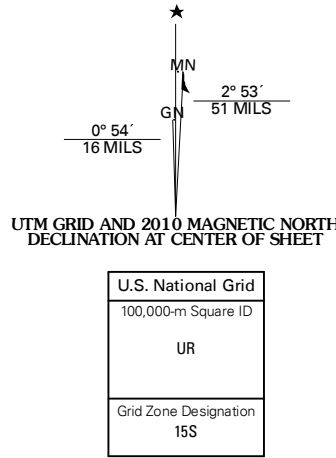 ★
MN
GN
2° 53´
51 MILS
0° 54´
16 MILS
UTM GRID AND 2010 MAGNETIC NORTH
DECLINATION AT CENTER OF SHEET
U.S. National Grid
100,000-m Square ID
UR
Grid Zone Designation
15S